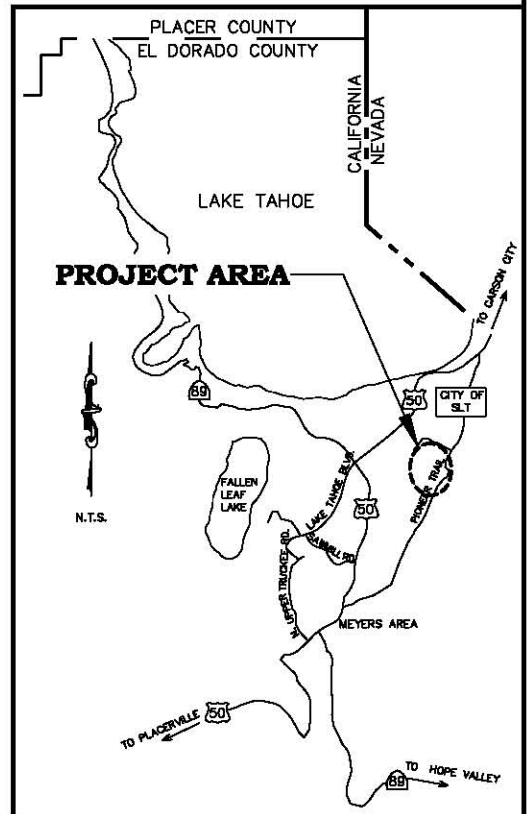 PLACER COUNTY
EL DORADO COUNTY
CALIFORNIA
NEVADA
LAKE TAHOE
PROJECT AREA
TO CARSON CITY
89
50
CITY OF
SLT
PIONEER TRAIL
FALLEN
LEAF
LAKE
LAKE TAHOE BLVD.
50
N.T.S.
SAWMILL RD.
N. UPPER TRUCKEE RD.
MEYERS AREA
TO PLACERVILLE
50
TO HOPE VALLEY
89